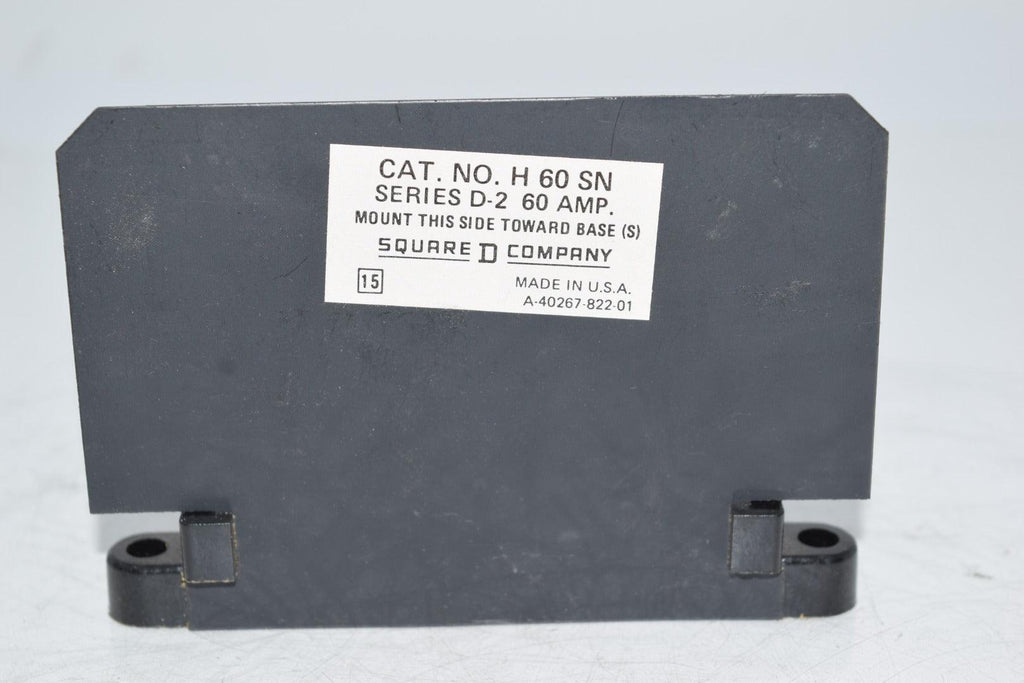 CAT. NO. H 60 SN
SERIES D-2 60 AMP.
MOUNT THIS SIDE TOWARD BASE (S)
SQUARE D COMPANY
15 MADE IN U.S.A.
A-40267-822-01